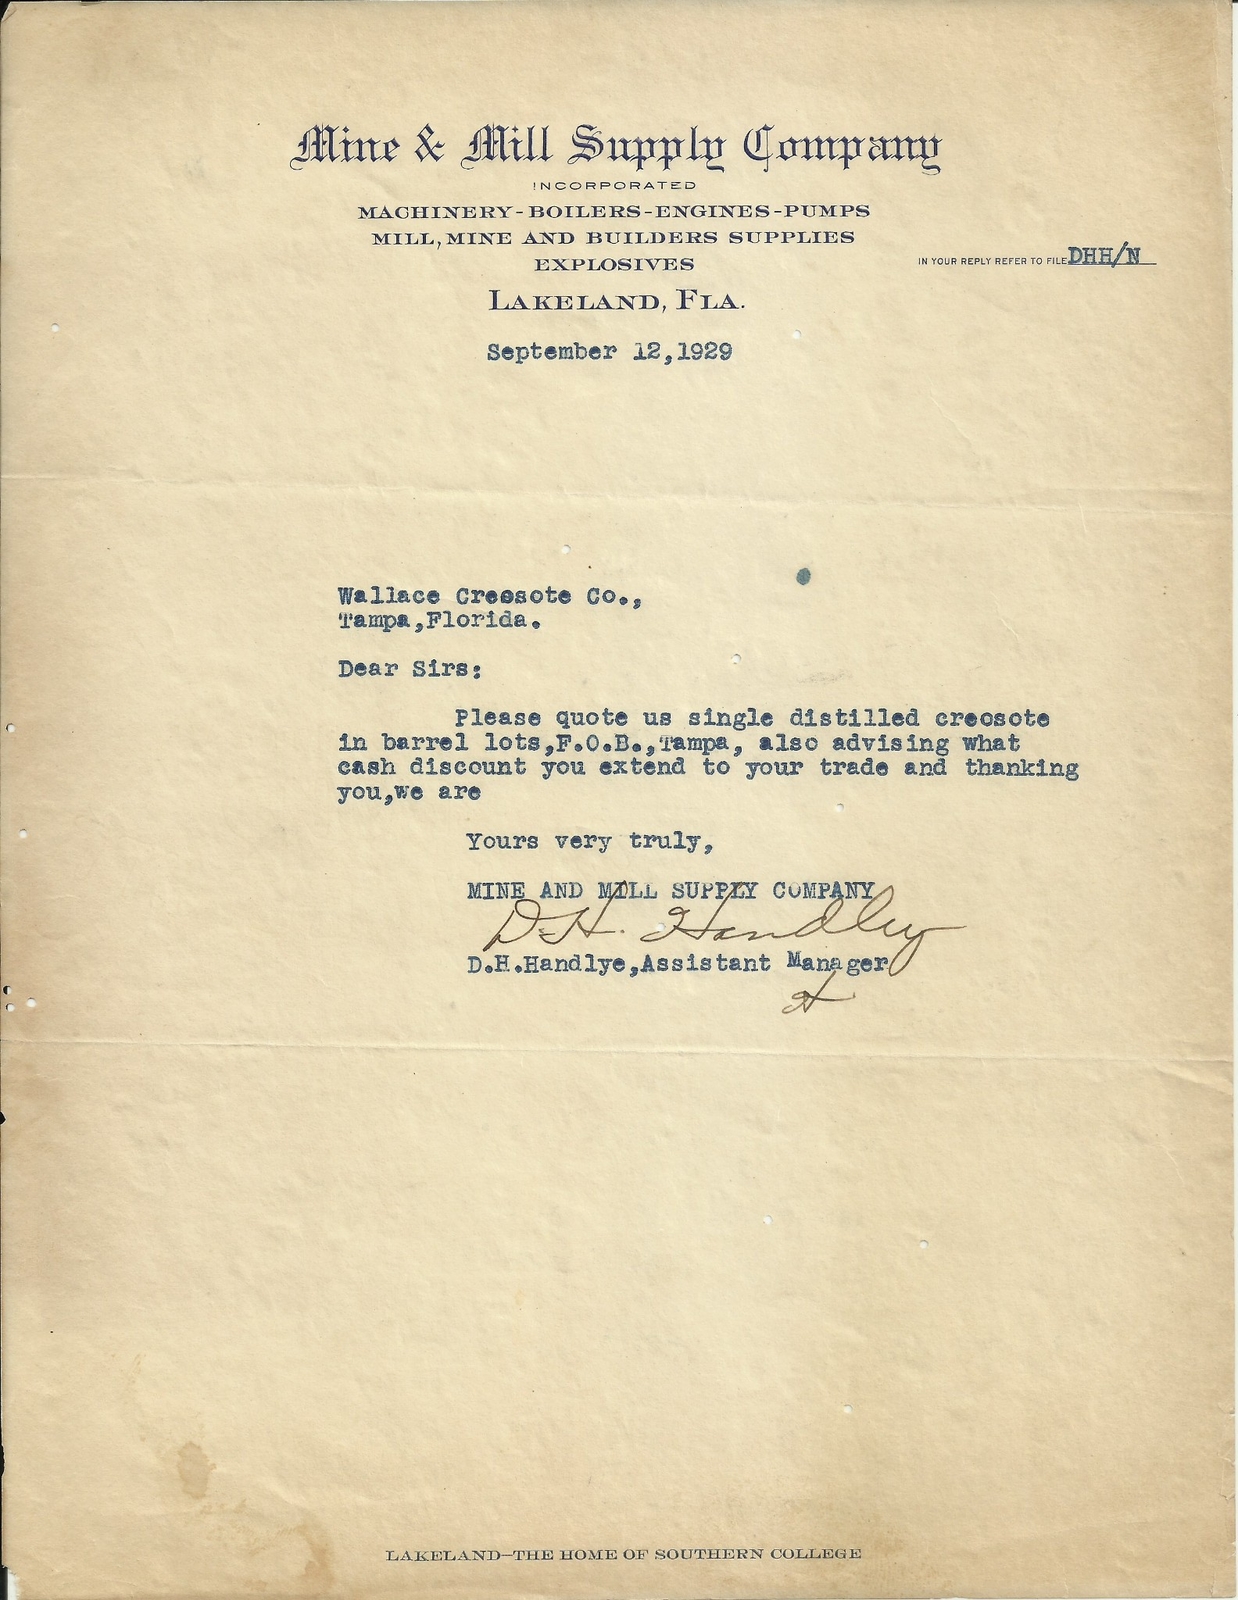 Mine & Mill Supply Company
INCORPORATED
MACHINERY-BOILERS-ENGINES-PUMPS
MILL, MINE AND BUILDERS SUPPLIES
EXPLOSIVES
IN YOUR REPLY REFER TO FILE DHH/N
LAKELAND, FLA.
September 12,1929
Wallace Creosote Co.,
Tampa,Florida.
Dear Sirs:
Please quote us single distilled creosote
in barrel lots,F.O.B.,Tampa, also advising what
cash discount you extend to your trade and thanking
you,we are
Yours very truly,
MINE AND MILL SUPPLY COMPANY
D.H. Handley
D.H.Handlye,Assistant Manager
H
LAKELAND—THE HOME OF SOUTHERN COLLEGE